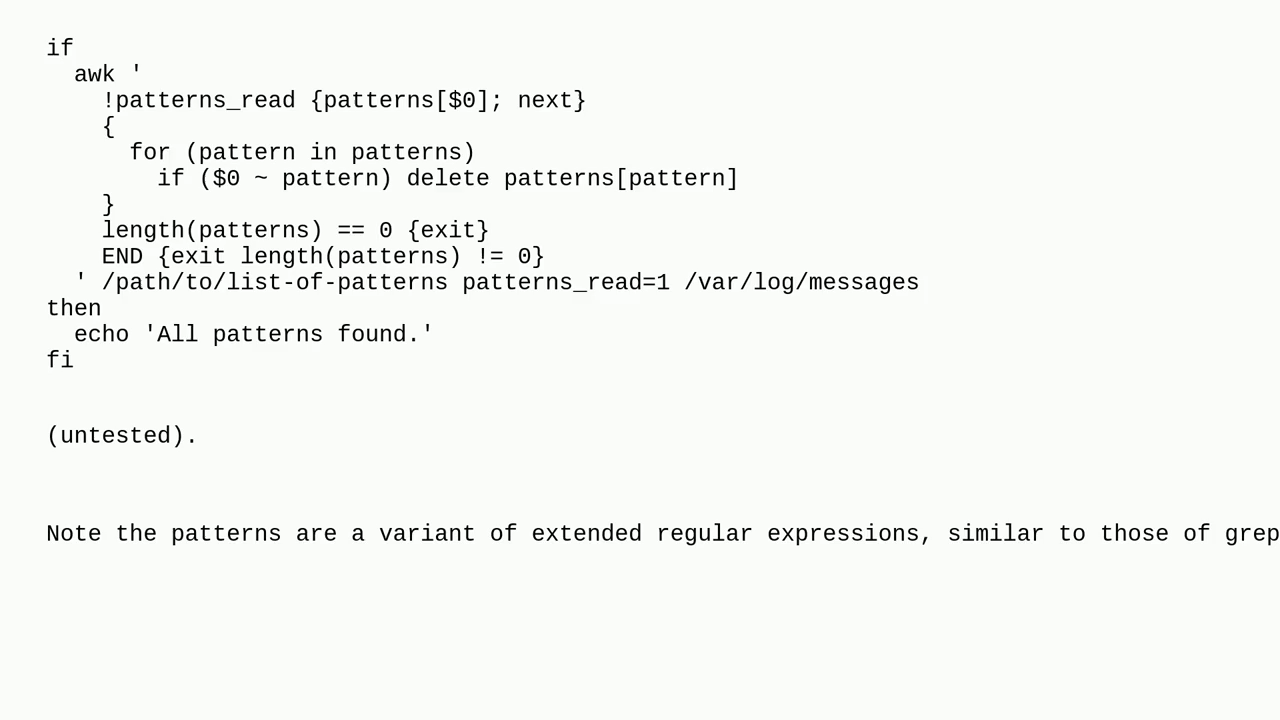 if
  awk '
    !patterns_read {patterns[$0]; next}
    {
      for (pattern in patterns)
        if ($0 ~ pattern) delete patterns[pattern]
    }
    length(patterns) == 0 {exit}
    END {exit length(patterns) != 0}
  ' /path/to/list-of-patterns patterns_read=1 /var/log/messages
then
  echo 'All patterns found.'
fi
(untested).
Note the patterns are a variant of extended regular expressions, similar to those of grep